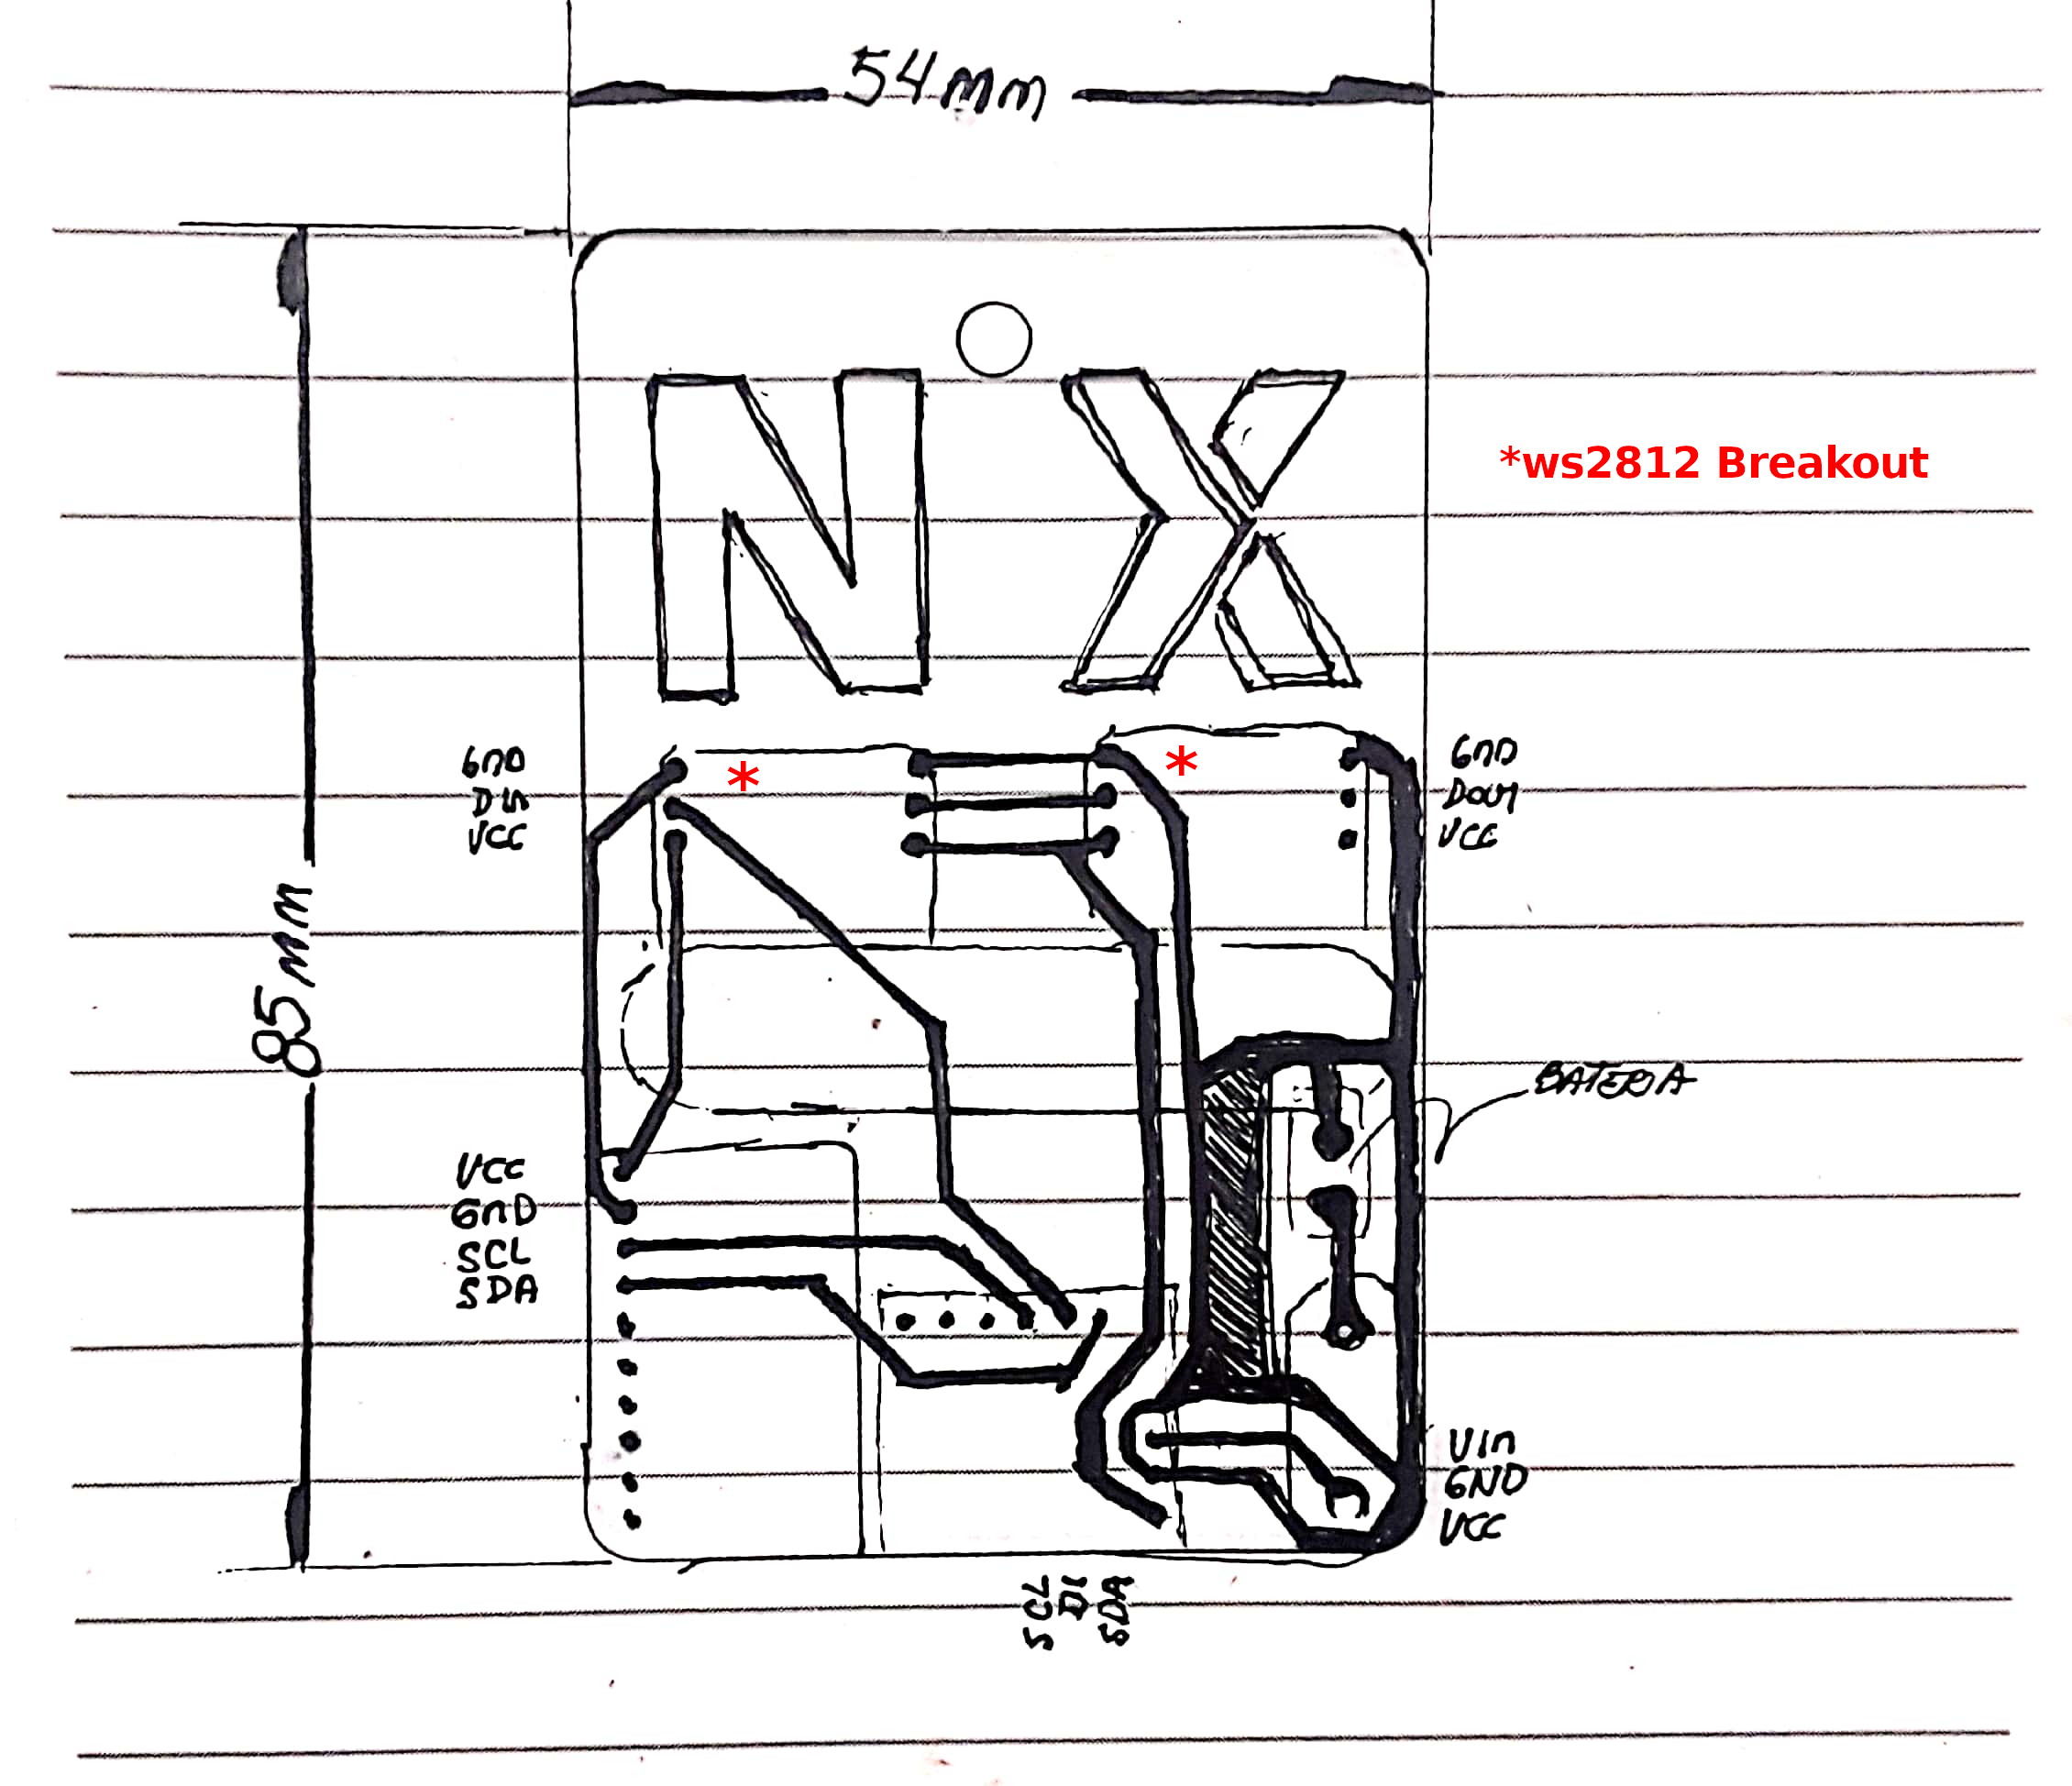 54mm
NX
*ws2812 Breakout
GND
DIN
VCC
*
*
GND
DOUT
VCC
85mm
BATERIA
VCC
GND
SCL
SDA
VIN
GND
VCC
SCL
DI
SDA